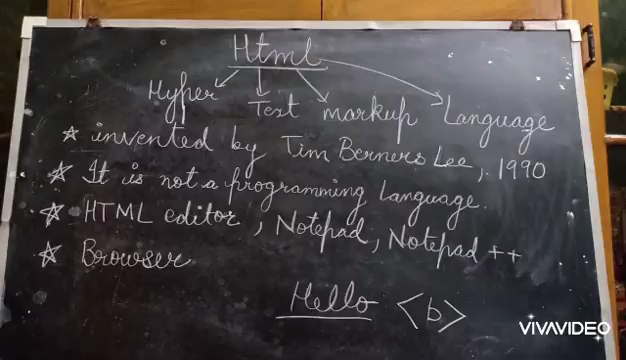 Html
Hyper Text markup Language
☆ invented by Tim Berners Lee, 1990
☆ It is not a programming Language.
☆ HTML editor, Notepad, Notepad ++
☆ Browser
Hello <b>
VIVAVIDEO